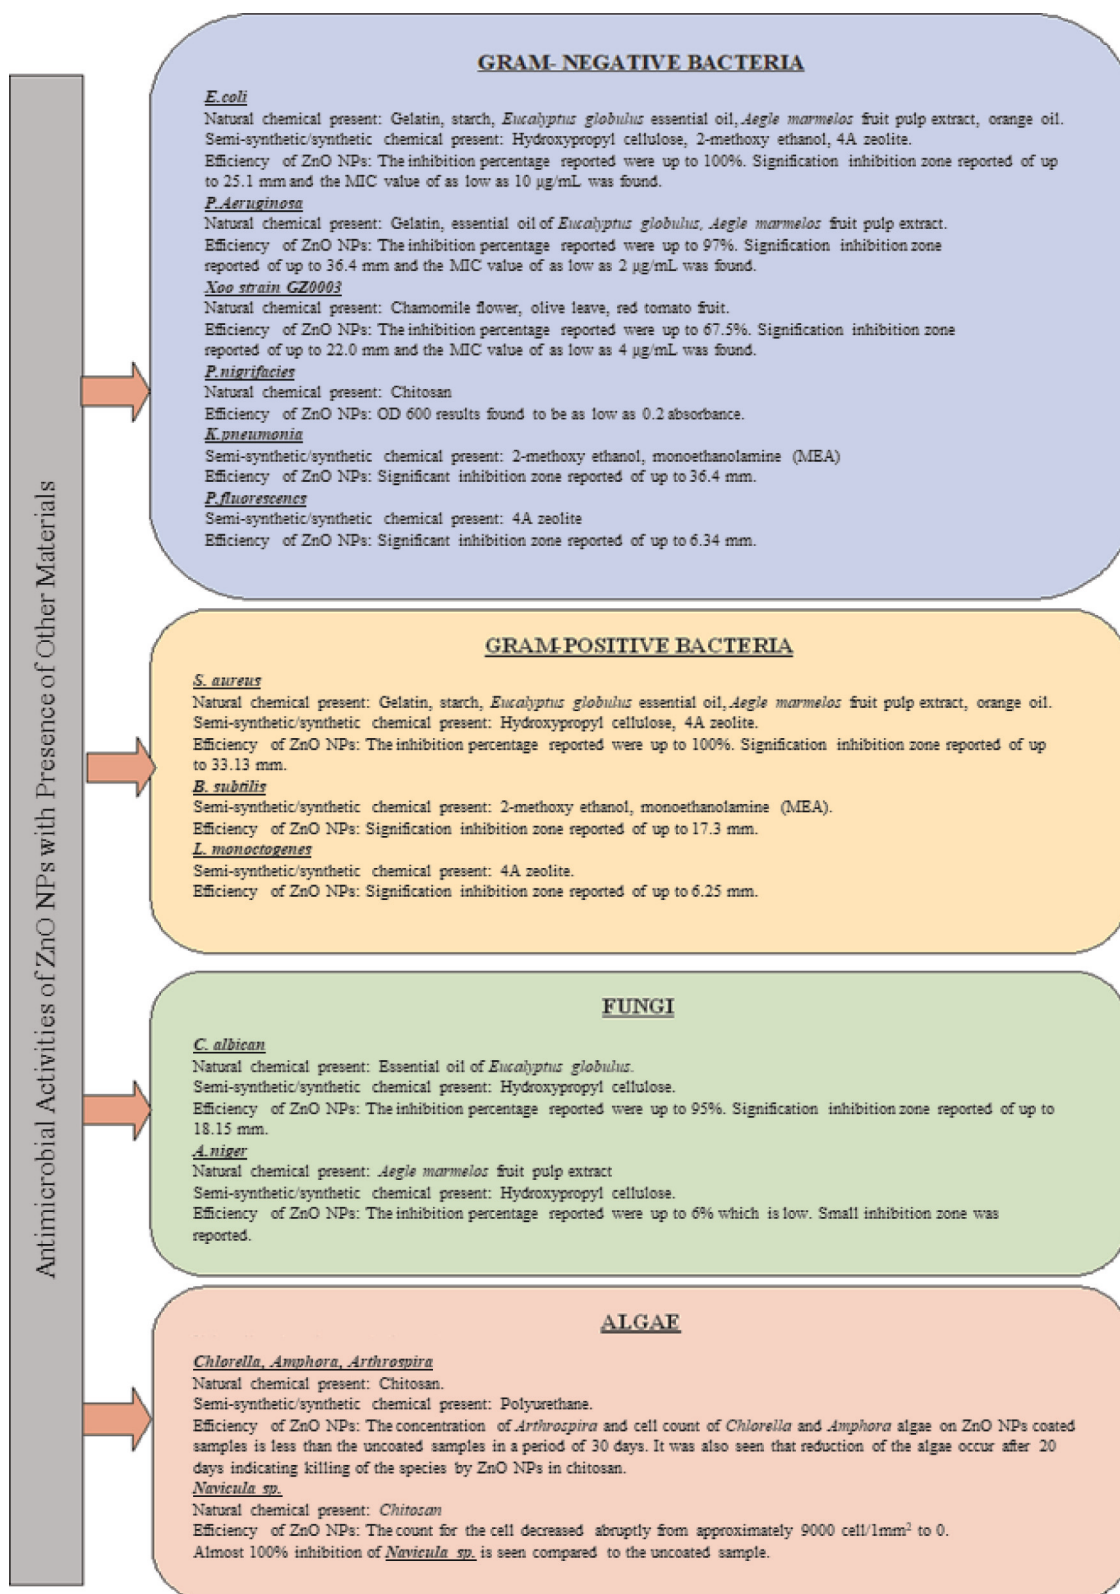 Antimicrobial Activities of ZnO NPs with Presence of Other Materials
GRAM- NEGATIVE BACTERIA
E.coli
Natural chemical present: Gelatin, starch, Eucalyptus globulus essential oil, Aegle marmelos fruit pulp extract, orange oil.
Semi-synthetic/synthetic chemical present: Hydroxypropyl cellulose, 2-methoxy ethanol, 4A zeolite.
Efficiency of ZnO NPs: The inhibition percentage reported were up to 100%. Signification inhibition zone reported of up
to 25.1 mm and the MIC value of as low as 10 µg/mL was found.
P.Aeruginosa
Natural chemical present: Gelatin, essential oil of Eucalyptus globulus, Aegle marmelos fruit pulp extract.
Efficiency of ZnO NPs: The inhibition percentage reported were up to 97%. Signification inhibition zone
reported of up to 36.4 mm and the MIC value of as low as 2 µg/mL was found.
Xoo strain GZ0003
Natural chemical present: Chamomile flower, olive leave, red tomato fruit.
Efficiency of ZnO NPs: The inhibition percentage reported were up to 67.5%. Signification inhibition zone
reported of up to 22.0 mm and the MIC value of as low as 4 µg/mL was found.
P.nigrifacies
Natural chemical present: Chitosan
Efficiency of ZnO NPs: OD 600 results found to be as low as 0.2 absorbance.
K.pneumonia
Semi-synthetic/synthetic chemical present: 2-methoxy ethanol, monoethanolamine (MEA)
Efficiency of ZnO NPs: Significant inhibition zone reported of up to 36.4 mm.
P.fluorescencs
Semi-synthetic/synthetic chemical present: 4A zeolite
Efficiency of ZnO NPs: Significant inhibition zone reported of up to 6.34 mm.
GRAM-POSITIVE BACTERIA
S. aureus
Natural chemical present: Gelatin, starch, Eucalyptus globulus essential oil, Aegle marmelos fruit pulp extract, orange oil.
Semi-synthetic/synthetic chemical present: Hydroxypropyl cellulose, 4A zeolite.
Efficiency of ZnO NPs: The inhibition percentage reported were up to 100%. Signification inhibition zone reported of up
to 33.13 mm.
B. subtilis
Semi-synthetic/synthetic chemical present: 2-methoxy ethanol, monoethanolamine (MEA).
Efficiency of ZnO NPs: Signification inhibition zone reported of up to 17.3 mm.
L. monoctogenes
Semi-synthetic/synthetic chemical present: 4A zeolite.
Efficiency of ZnO NPs: Signification inhibition zone reported of up to 6.25 mm.
FUNGI
C. albican
Natural chemical present: Essential oil of Eucalyptus globulus.
Semi-synthetic/synthetic chemical present: Hydroxypropyl cellulose.
Efficiency of ZnO NPs: The inhibition percentage reported were up to 95%. Signification inhibition zone reported of up to
18.15 mm.
A.niger
Natural chemical present: Aegle marmelos fruit pulp extract
Semi-synthetic/synthetic chemical present: Hydroxypropyl cellulose.
Efficiency of ZnO NPs: The inhibition percentage reported were up to 6% which is low. Small inhibition zone was
reported.
ALGAE
Chlorella, Amphora, Arthrospira
Natural chemical present: Chitosan.
Semi-synthetic/synthetic chemical present: Polyurethane.
Efficiency of ZnO NPs: The concentration of Arthrospira and cell count of Chlorella and Amphora algae on ZnO NPs coated
samples is less than the uncoated samples in a period of 30 days. It was also seen that reduction of the algae occur after 20
days indicating killing of the species by ZnO NPs in chitosan.
Navicula sp.
Natural chemical present: Chitosan
Efficiency of ZnO NPs: The count for the cell decreased abruptly from approximately 9000 cell/1mm² to 0.
Almost 100% inhibition of Navicula sp. is seen compared to the uncoated sample.